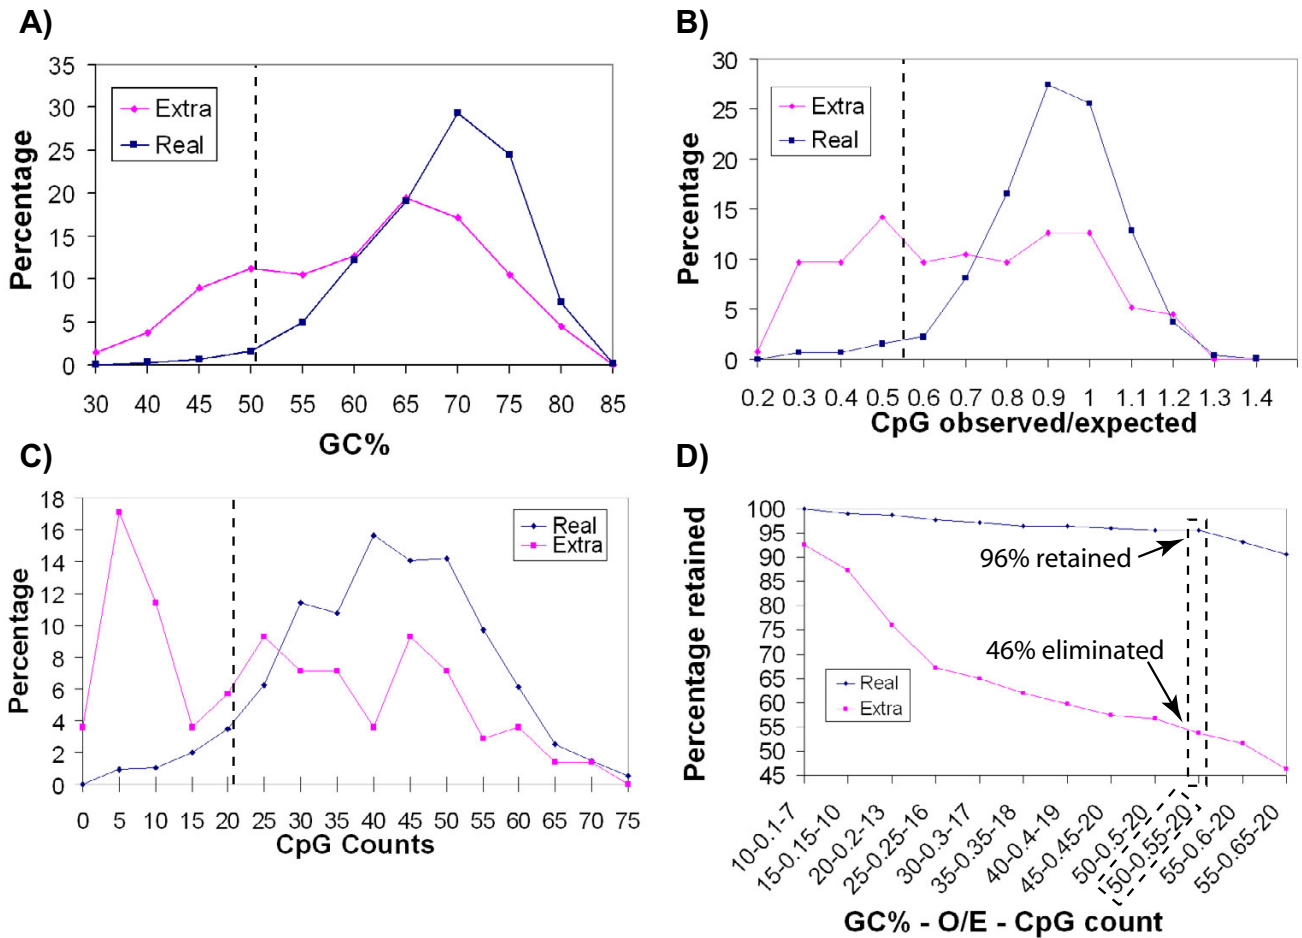 A)
35
30
25
20
15
10
5
0
Percentage
Extra
Real
30 40 45 50 55 60 65 70 75 80 85
GC%
B)
30
25
20
15
10
5
0
Percentage
Extra
Real
0.2 0.3 0.4 0.5 0.6 0.7 0.8 0.9 1 1.1 1.2 1.3 1.4
CpG observed/expected
C)
18
16
14
12
10
8
6
4
2
0
Percentage
Real
Extra
0 5 10 15 20 25 30 35 40 45 50 55 60 65 70 75
CpG Counts
D)
100
95
90
85
80
75
70
65
60
55
50
45
Percentage retained
96% retained
46% eliminated
Real
Extra
10-0.1-7
15-0.15-10
20-0.2-13
25-0.25-16
30-0.3-17
35-0.35-18
40-0.4-19
45-0.45-20
50-0.5-20
50-0.55-20
55-0.6-20
55-0.65-20
GC% - O/E - CpG count